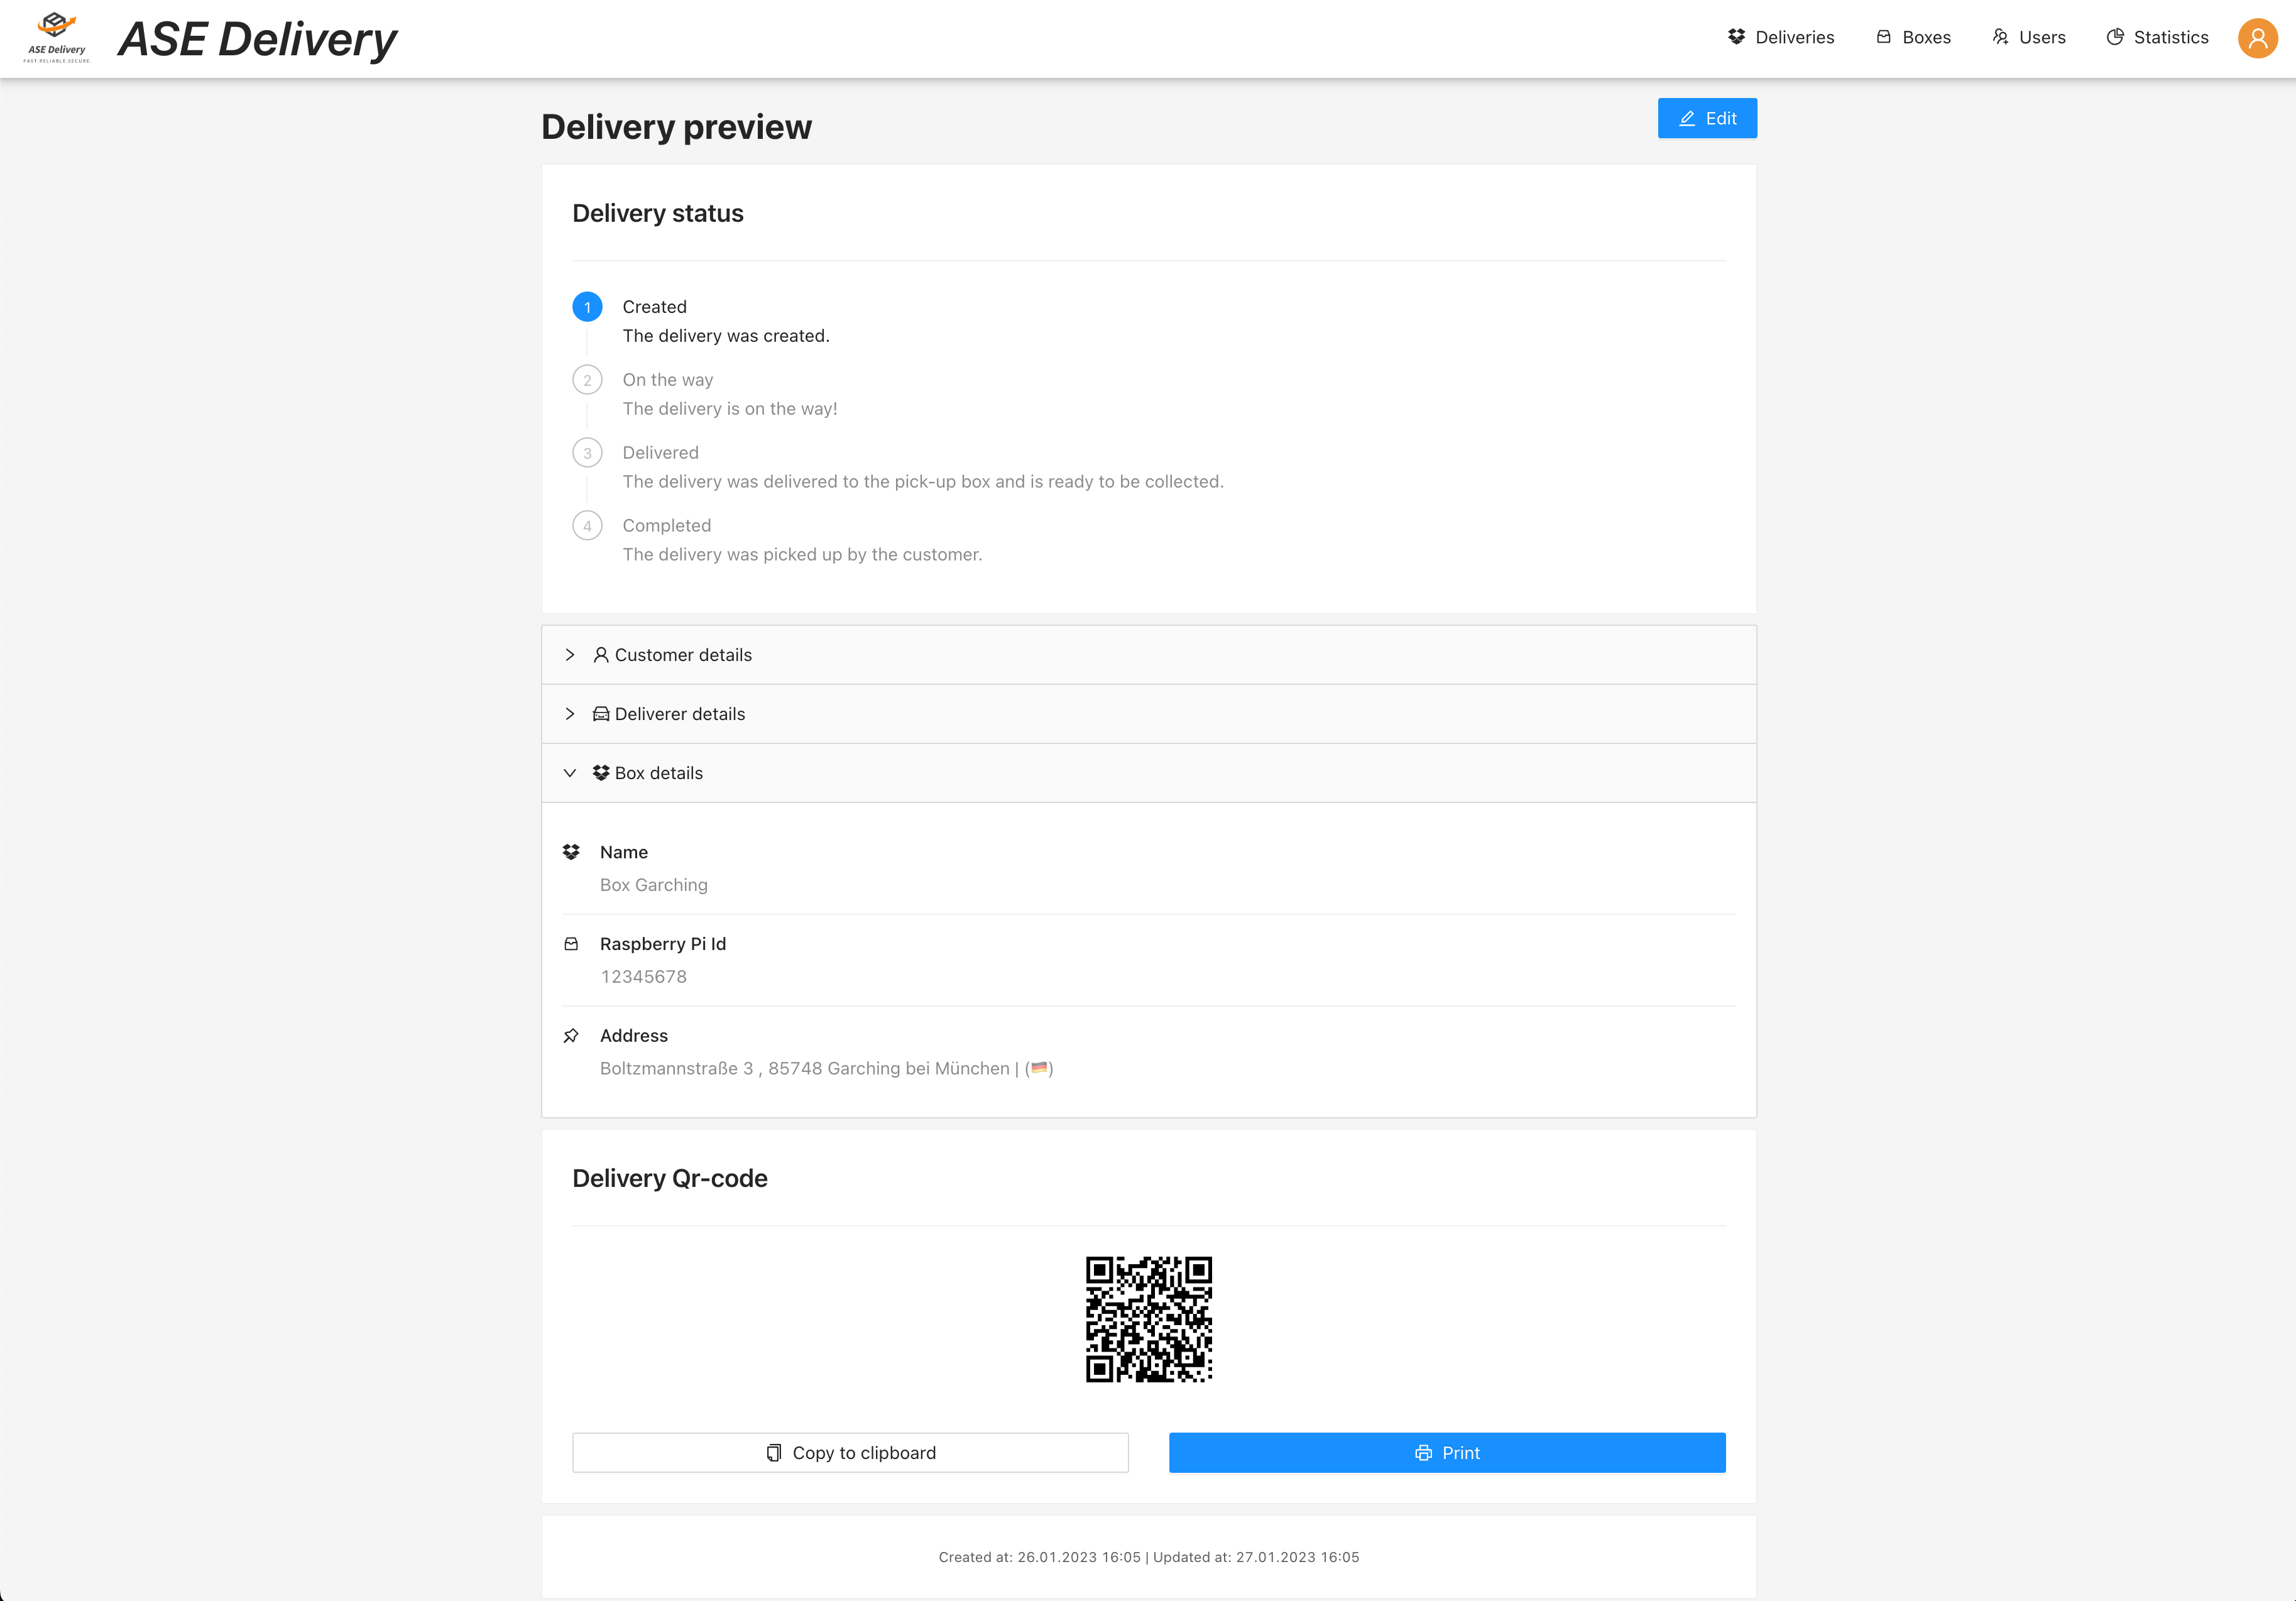 ASE Delivery
FAST.RELIABLE.SECURE.
ASE Delivery
Deliveries
Boxes
Users
Statistics
Delivery preview
Edit
Delivery status
1
Created
The delivery was created.
2
On the way
The delivery is on the way!
3
Delivered
The delivery was delivered to the pick-up box and is ready to be collected.
4
Completed
The delivery was picked up by the customer.
Customer details
Deliverer details
Box details
Name
Box Garching
Raspberry Pi Id
12345678
Address
Boltzmannstraße 3 , 85748 Garching bei München | (🇩🇪)
Delivery Qr-code
Copy to clipboard
Print
Created at: 26.01.2023 16:05 | Updated at: 27.01.2023 16:05